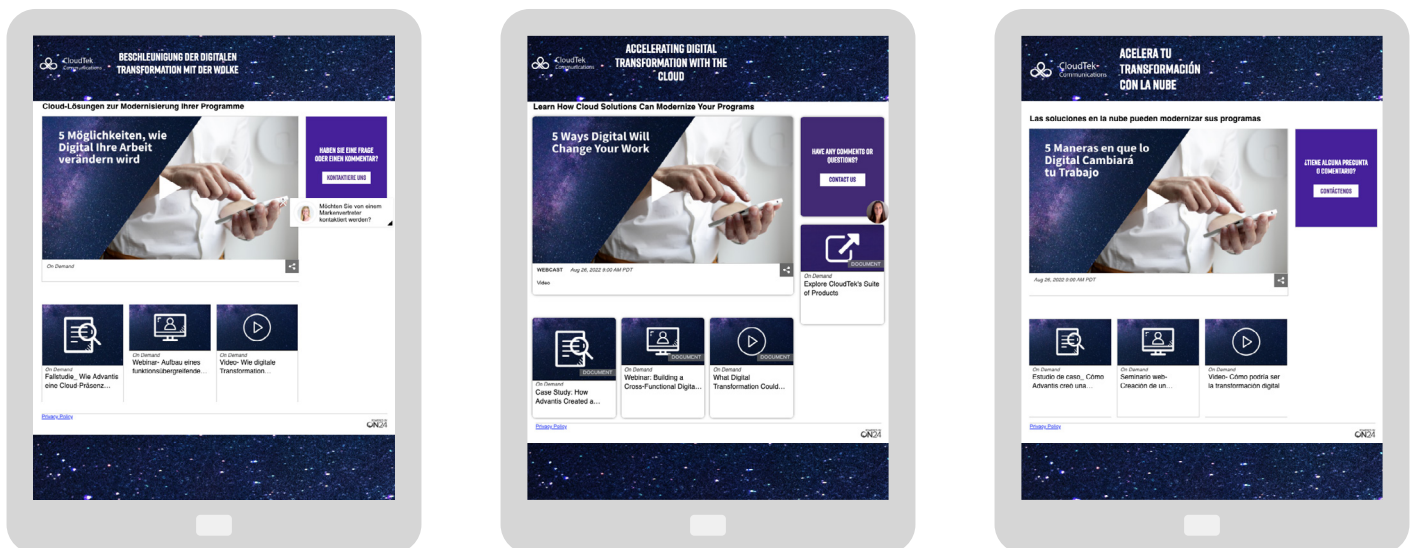 CloudTek
Communications
BESCHLEUNIGUNG DER DIGITALEN
TRANSFORMATION MIT DER WOLKE
Cloud-Lösungen zur Modernisierung Ihrer Programme
5 Möglichkeiten, wie
Digital Ihre Arbeit
verändern wird
HABEN SIE EINE FRAGE
ODER EINEN KOMMENTAR?
KONTAKTIERE UNS
Möchten Sie von einem
Markenvertreter
kontaktiert werden?
On Demand
On Demand
Fallstudie_ Wie Advantis
eine Cloud Präsenz...
On Demand
Webinar- Aufbau eines
funktionsübergreifende...
On Demand
Video- Wie digitale
Transformation...
Privacy Policy
ON24
CloudTek
Communications
ACCELERATING DIGITAL
TRANSFORMATION WITH THE
CLOUD
Learn How Cloud Solutions Can Modernize Your Programs
5 Ways Digital Will
Change Your Work
HAVE ANY COMMENTS OR
QUESTIONS?
CONTACT US
WEBCAST Aug 26, 2022 9:00 AM PDT
Video
DOCUMENT
On Demand
Explore CloudTek's Suite
of Products
DOCUMENT
On Demand
Case Study: How
Advantis Created a...
DOCUMENT
On Demand
Webinar: Building a
Cross-Functional Digita...
DOCUMENT
On Demand
What Digital
Transformation Could...
Privacy Policy
ON24
CloudTek
Communications
ACELERA TU
TRANSFORMACIÓN
CON LA NUBE
Las soluciones en la nube pueden modernizar sus programas
5 Maneras en que lo
Digital Cambiará
tu Trabajo
¿TIENE ALGUNA PREGUNTA
O COMENTARIO?
CONTÁCTENOS
Aug 26, 2022 9:00 AM PDT
On Demand
Estudio de caso_ Cómo
Advantis creó una...
On Demand
Seminario web-
Creación de un...
On Demand
Video- Cómo podría ser
la transformación digital
Privacy Policy
ON24